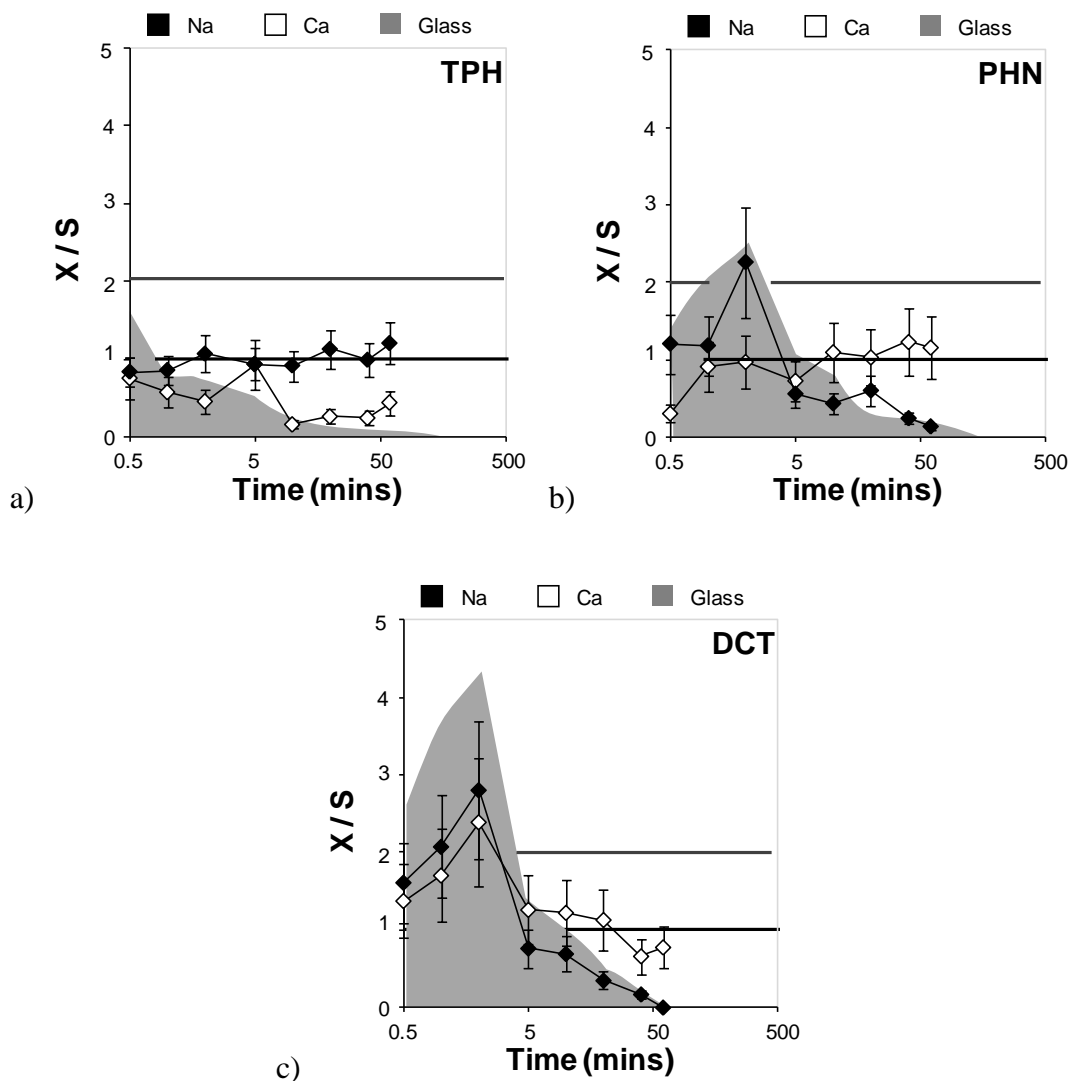 Na Ca Glass
TPH
5
4
3
2
1
0
X / S
0.5 5 50 500
Time (mins)
a)
Na Ca Glass
PHN
5
4
3
2
1
0
X / S
0.5 5 50 500
Time (mins)
b)
Na Ca Glass
DCT
5
4
3
2
1
0
X / S
0.5 5 50 500
Time (mins)
c)